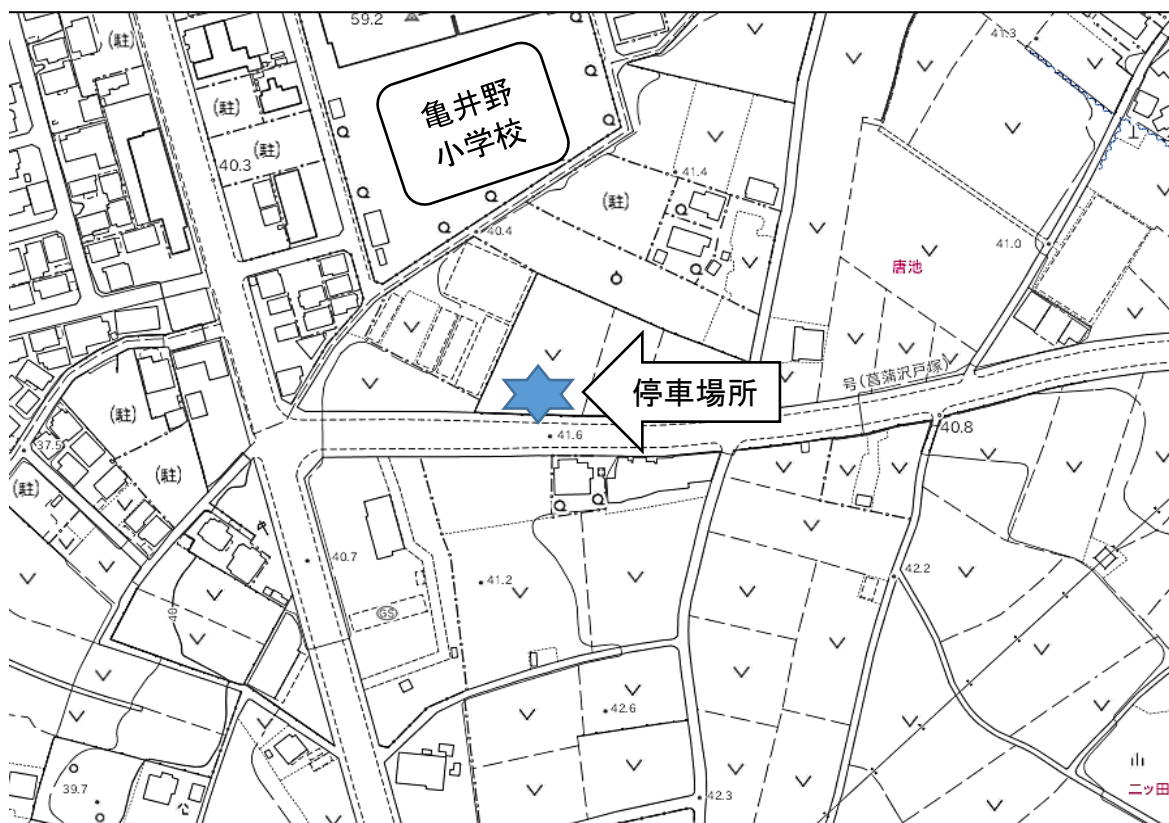 59.2
41.3
(駐)
(駐)
亀井野
小学校
(駐)
40.3
41.4
(駐)
40.4
41.0
唐池
号(菖蒲沢戸塚)
停車場所
(駐)
40.8
41.6
37.5
(駐)
(駐)
40.7
41.2
42.2
40
GS
42.6
39.7
42.3
二ッ田